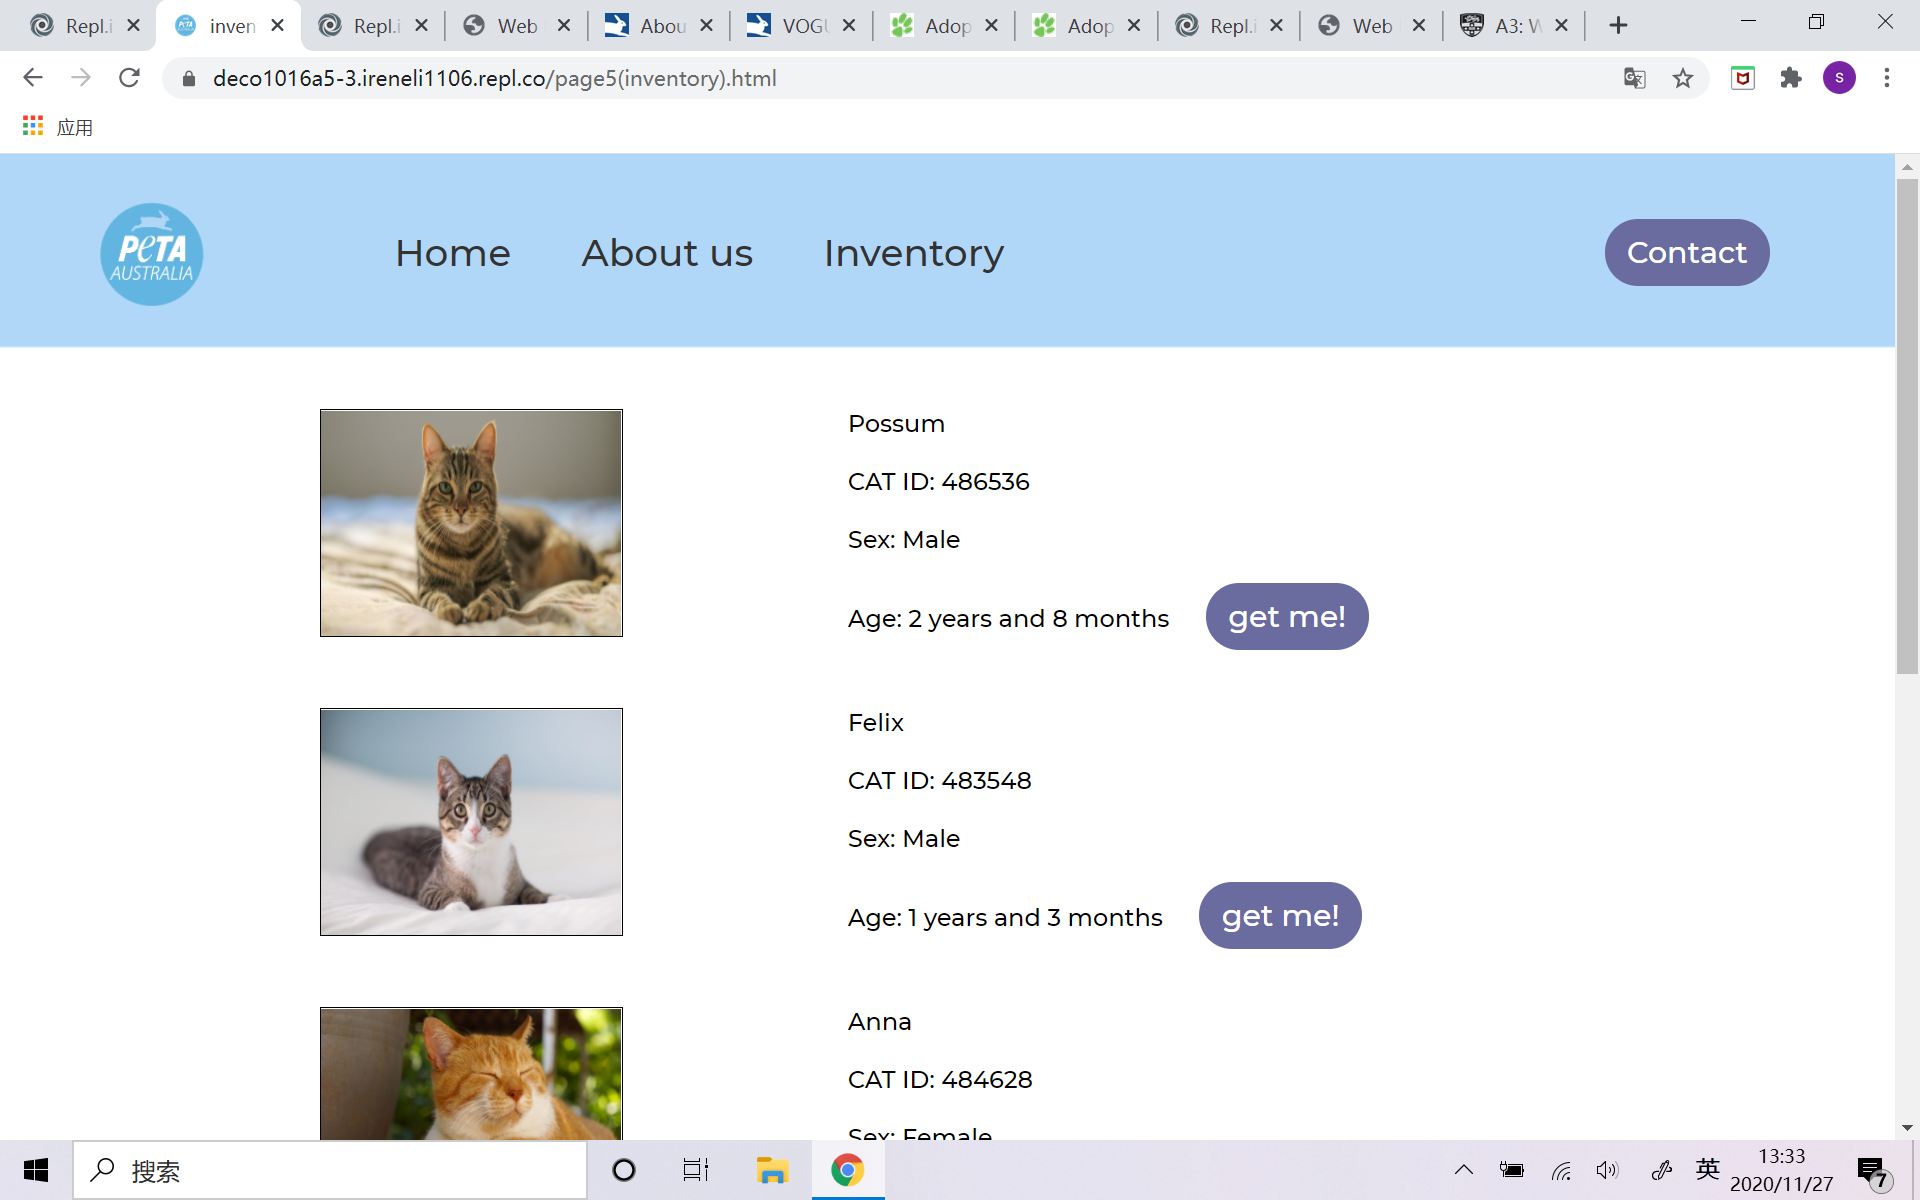 Repl.i
inven
Repl.i
Web
Abou
VOGU
Adop
Adop
Repl.i
Web
A3: W
deco1016a5-3.ireneli1106.repl.co/page5(inventory).html
S
应用
PeTA
AUSTRALIA
Home
About us
Inventory
Contact
Possum
CAT ID: 486536
Sex: Male
Age: 2 years and 8 months
get me!
Felix
CAT ID: 483548
Sex: Male
Age: 1 years and 3 months
get me!
Anna
CAT ID: 484628
Sex: Female
搜索
英
13:33
2020/11/27
7